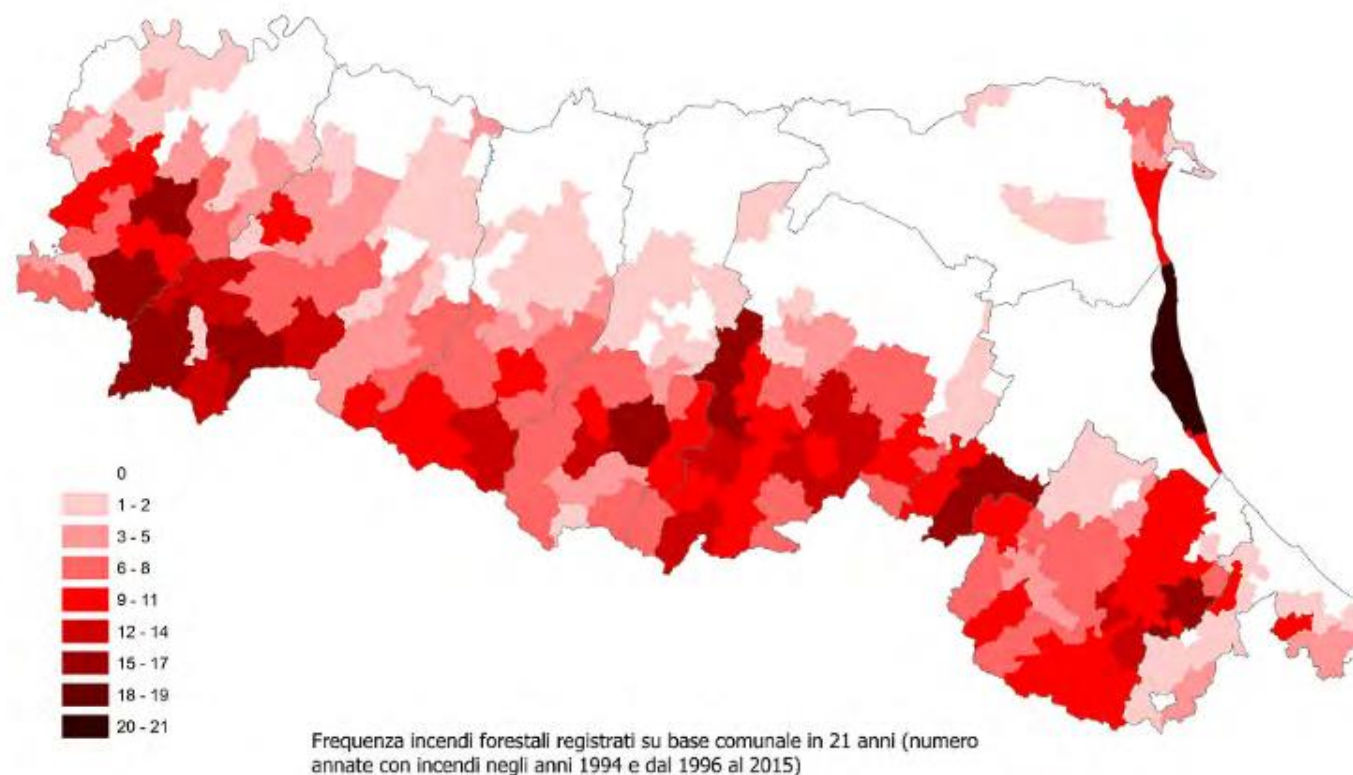 0
1 - 2
3 - 5
6 - 8
9 - 11
12 - 14
15 - 17
18 - 19
20 - 21
Frequenza incendi forestali registrati su base comunale in 21 anni (numero
annate con incendi negli anni 1994 e dal 1996 al 2015)